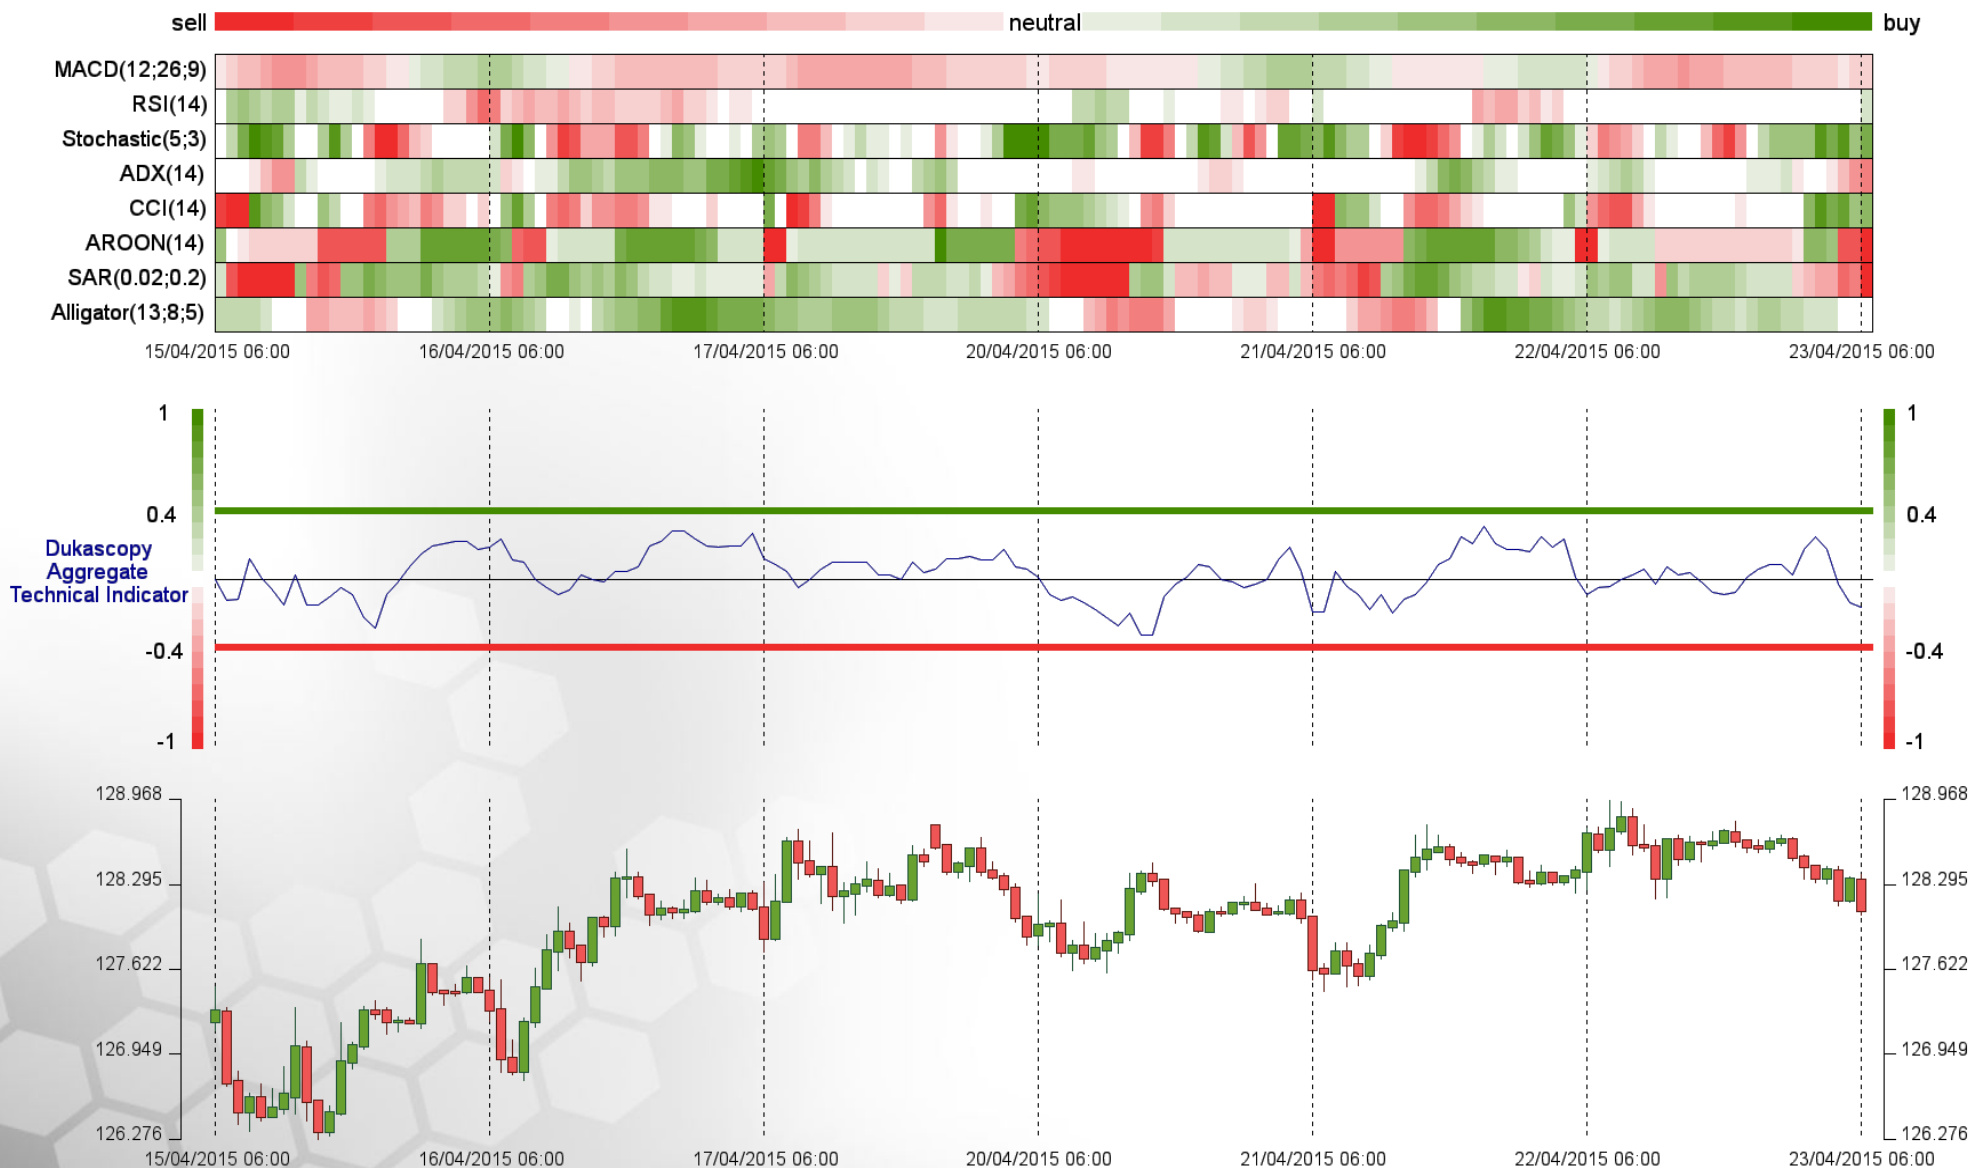 sell neutral buy
MACD(12;26;9)
RSI(14)
Stochastic(5;3)
ADX(14)
CCI(14)
AROON(14)
SAR(0.02;0.2)
Alligator(13;8;5)
15/04/2015 06:00 16/04/2015 06:00 17/04/2015 06:00 20/04/2015 06:00 21/04/2015 06:00 22/04/2015 06:00 23/04/2015 06:00
1 1
0.4 0.4
Dukascopy
Aggregate
Technical Indicator
-0.4 -0.4
-1 -1
128.968 128.968
128.295 128.295
127.622 127.622
126.949 126.949
126.276 126.276
15/04/2015 06:00 16/04/2015 06:00 17/04/2015 06:00 20/04/2015 06:00 21/04/2015 06:00 22/04/2015 06:00 23/04/2015 06:00